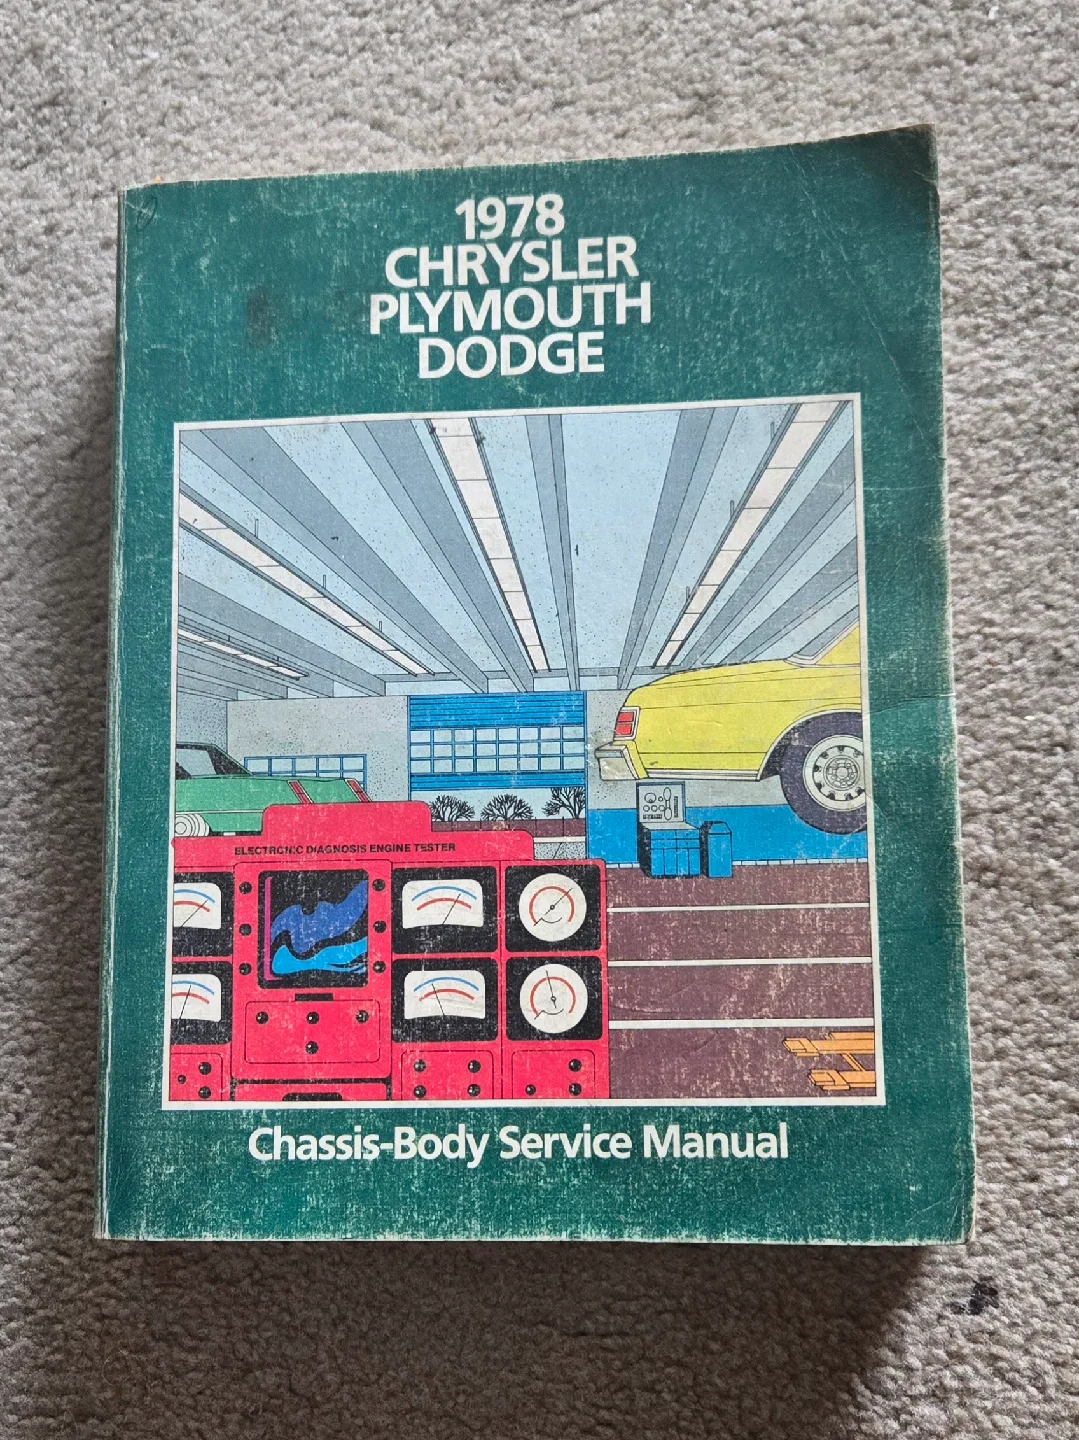 1978
CHRYSLER
PLYMOUTH
DODGE
ELECTRONIC DIAGNOSIS ENGINE TESTER
Chassis-Body Service Manual